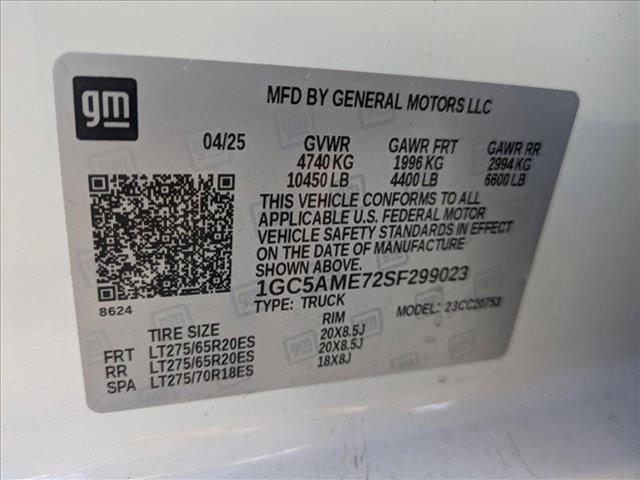 gm
MFD BY GENERAL MOTORS LLC
04/25 GVWR GAWR FRT GAWR RR
4740 KG 1996 KG 2994 KG
10450 LB 4400 LB 6600 LB
THIS VEHICLE CONFORMS TO ALL
APPLICABLE U.S. FEDERAL MOTOR
VEHICLE SAFETY STANDARDS IN EFFECT
ON THE DATE OF MANUFACTURE
SHOWN ABOVE.
1GC5AME72SF299023
8624
TYPE: TRUCK MODEL: 23CC20753
TIRE SIZE RIM
FRT LT275/65R20ES 20X8.5J
RR LT275/65R20ES 20X8.5J
SPA LT275/70R18ES 18X8J